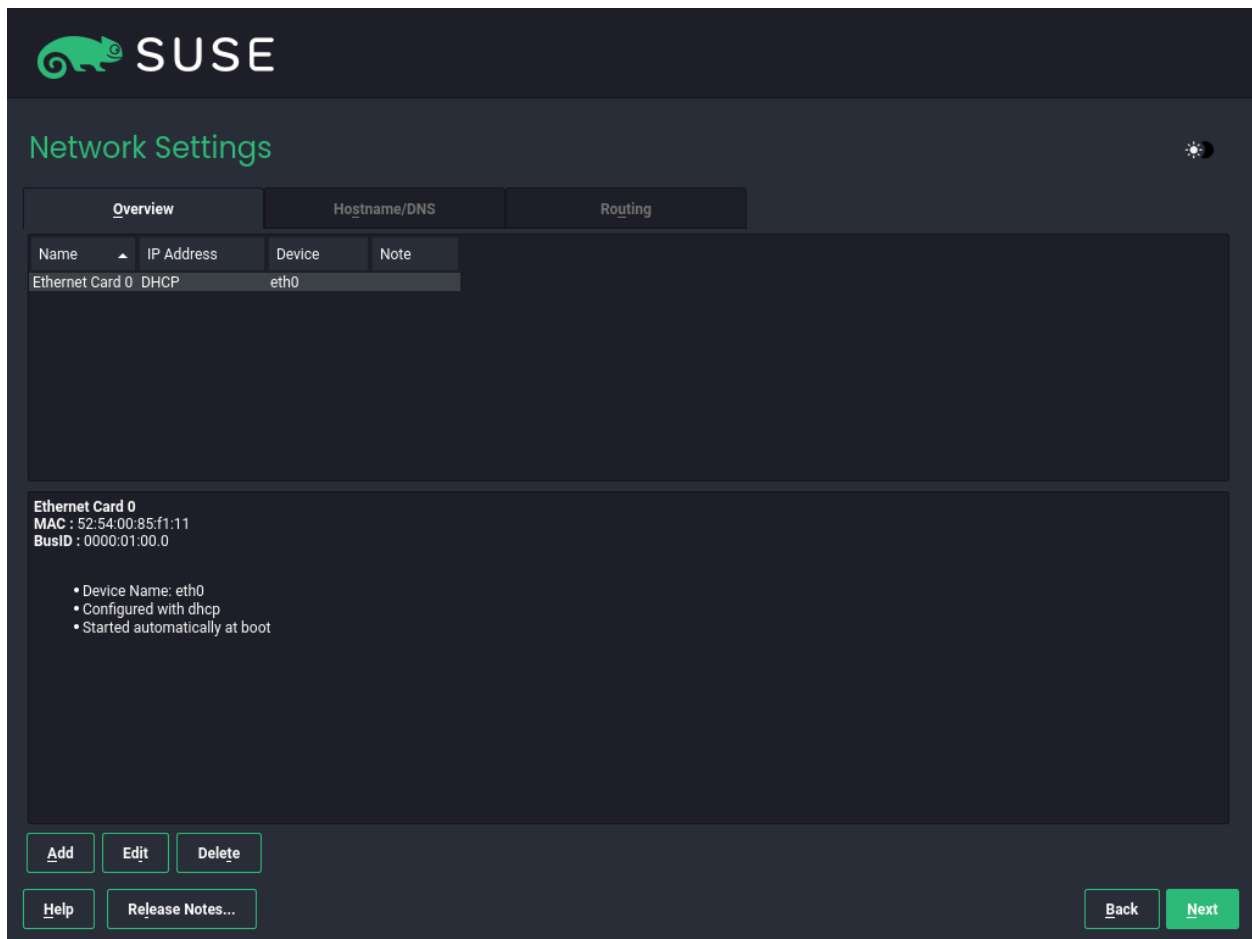 SUSE
Network Settings
Overview Hostname/DNS Routing
Name IP Address Device Note
Ethernet Card 0 DHCP eth0
Ethernet Card 0
MAC : 52:54:00:85:f1:11
BusID : 0000:01:00.0
• Device Name: eth0
• Configured with dhcp
• Started automatically at boot
Add Edit Delete
Help Release Notes... Back Next